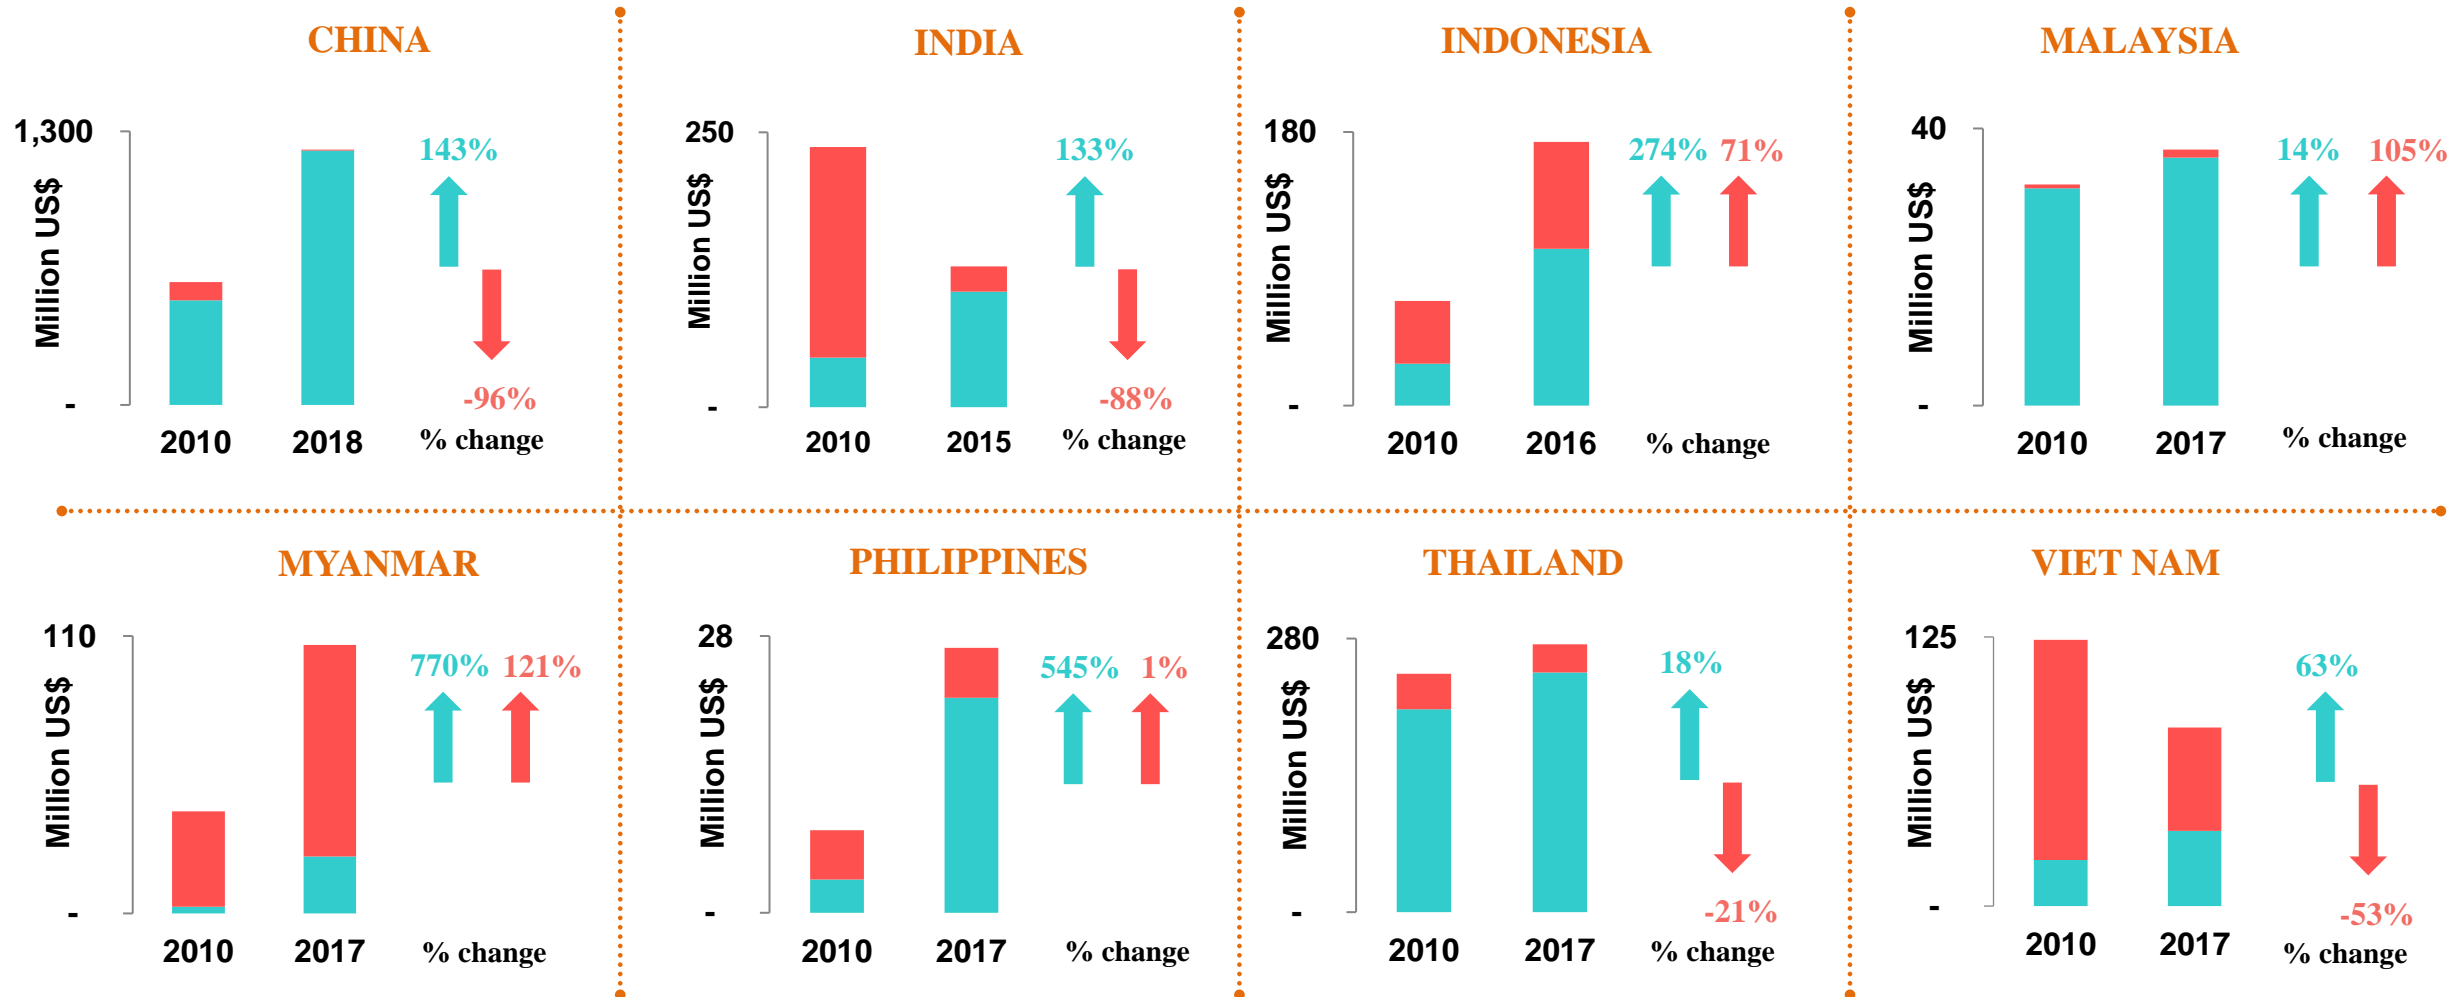 CHINA
1,300
Million US$
-
2010
2018
143%
-96%
% change
INDIA
250
Million US$
-
2010
2015
133%
-88%
% change
INDONESIA
180
Million US$
-
2010
2016
274% 71%
% change
MALAYSIA
40
Million US$
-
2010
2017
14% 105%
% change
MYANMAR
110
Million US$
-
2010
2017
770% 121%
% change
PHILIPPINES
28
Million US$
-
2010
2017
545% 1%
% change
THAILAND
280
Million US$
-
2010
2017
18%
-21%
% change
VIET NAM
125
Million US$
-
2010
2017
63%
-53%
% change